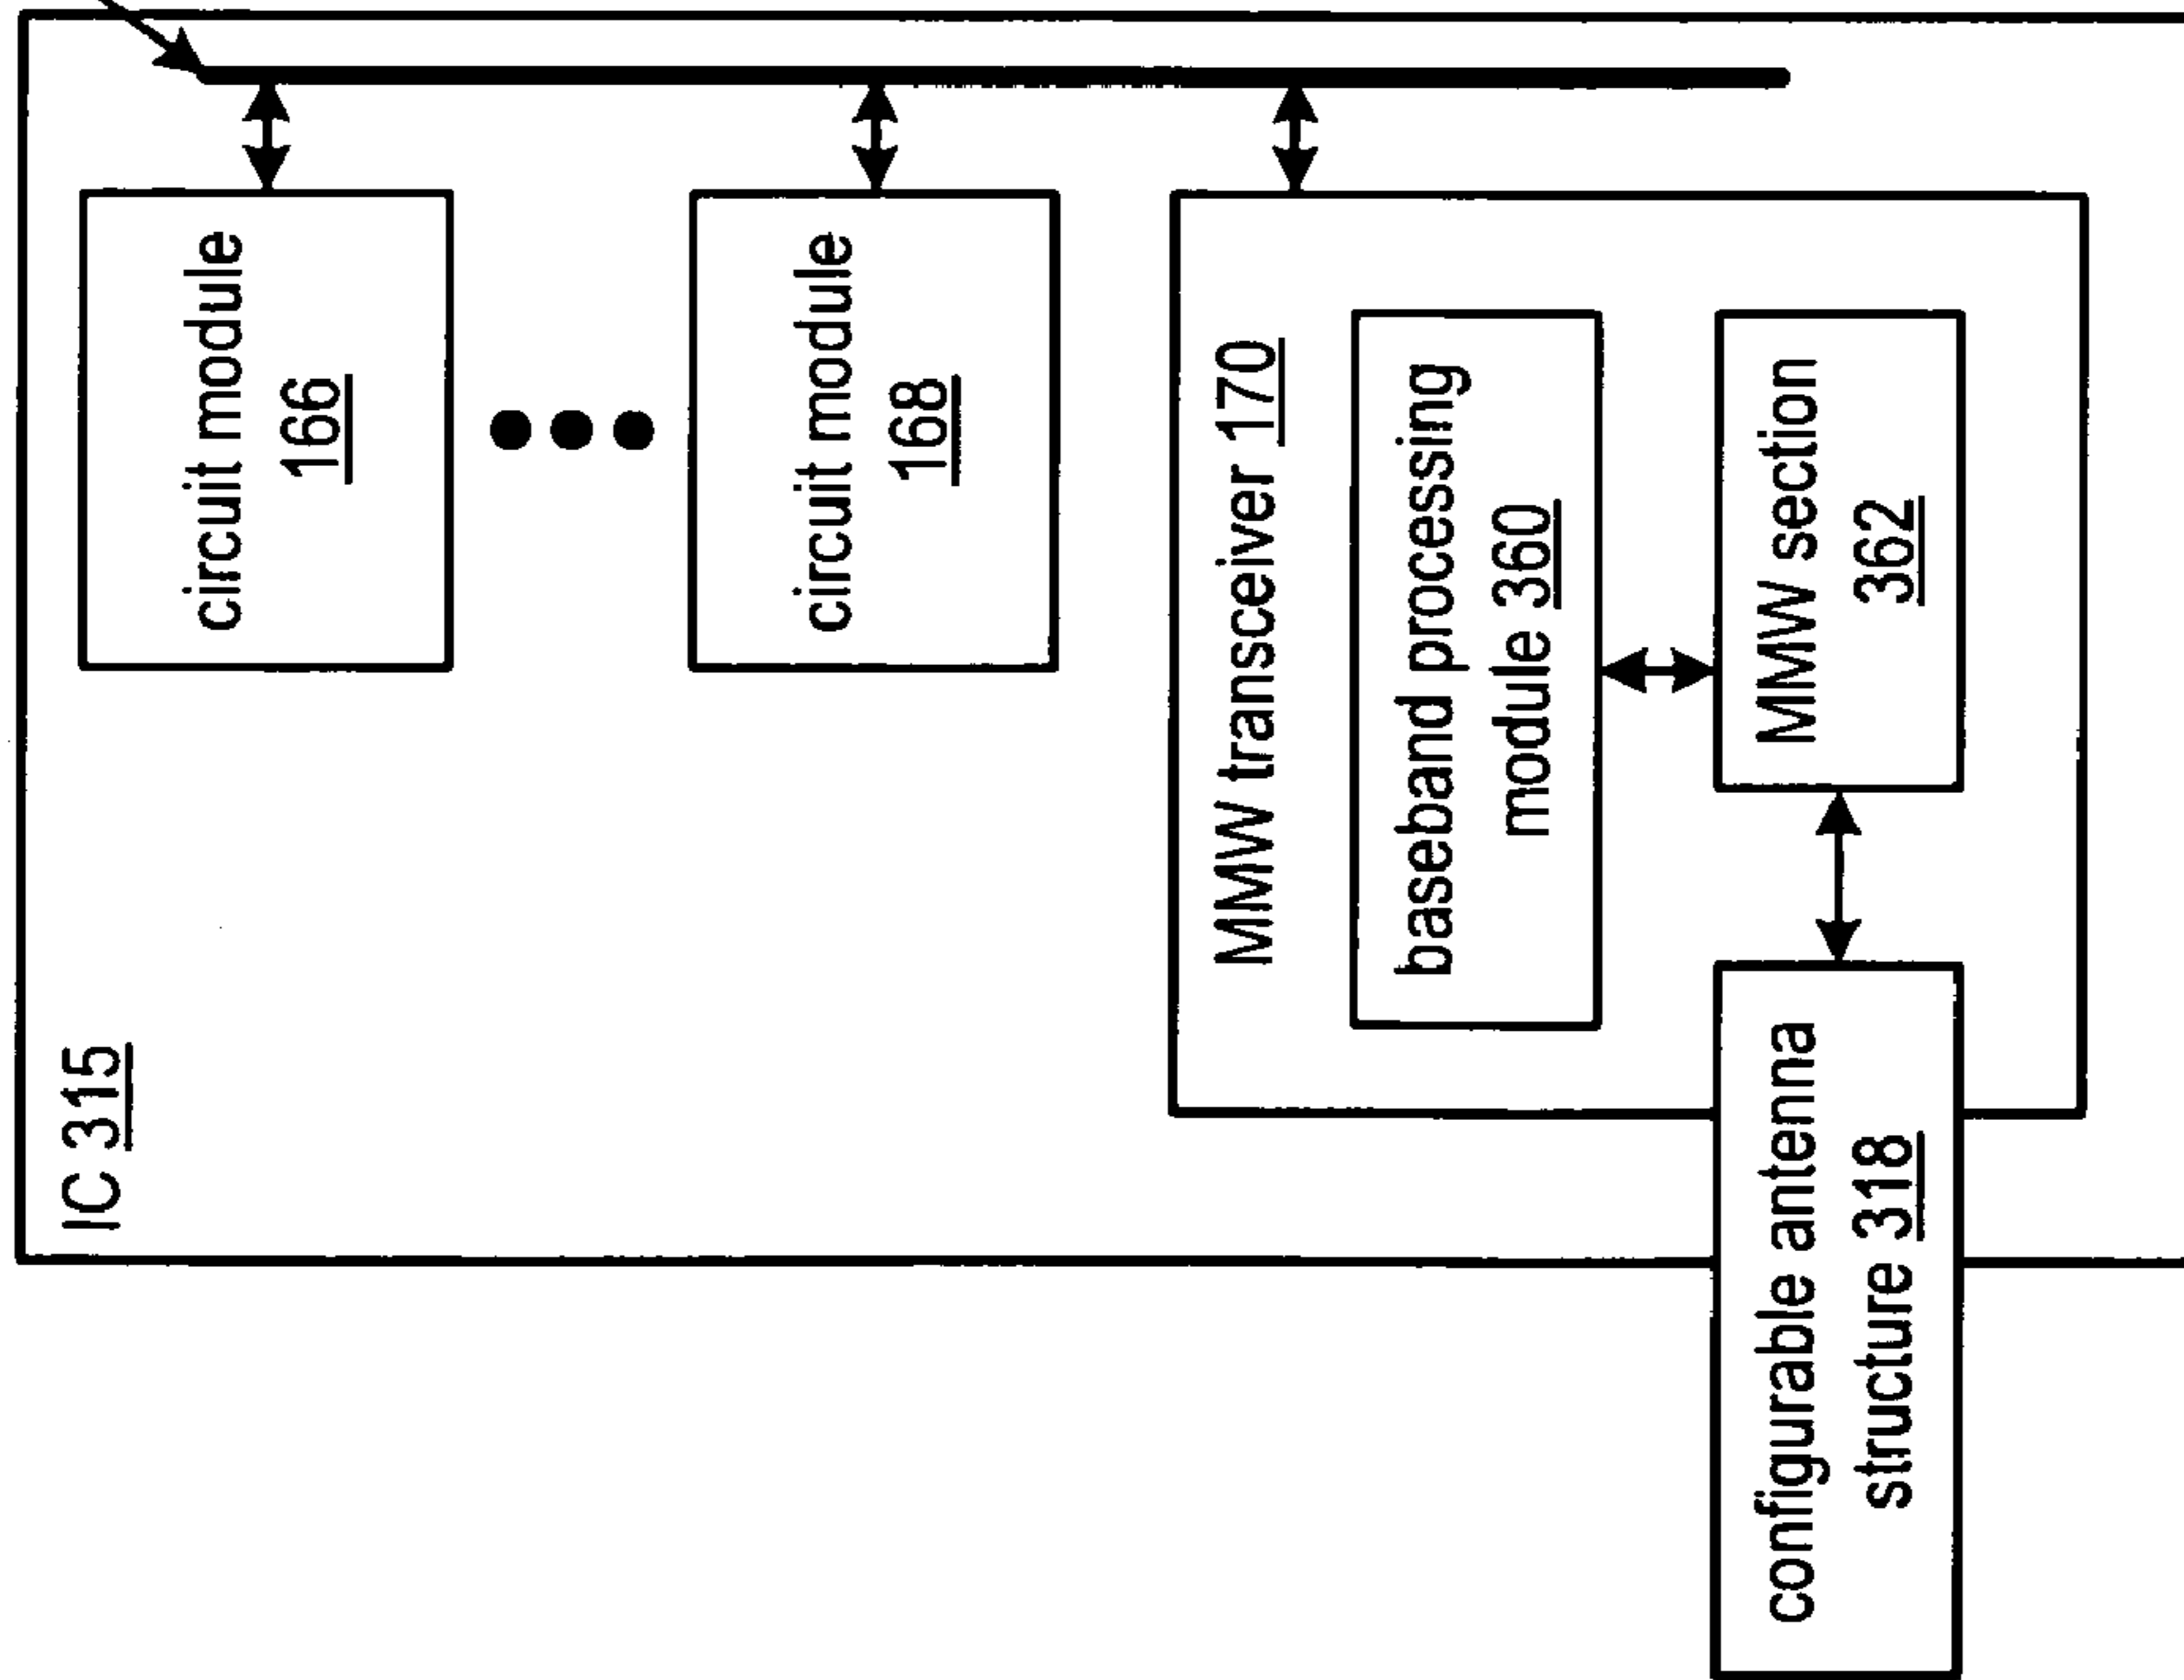 IC 315
circuit module
166
circuit module
168
MMW transceiver 170
baseband processing
module 360
MMW section
362
configurable antenna
structure 318